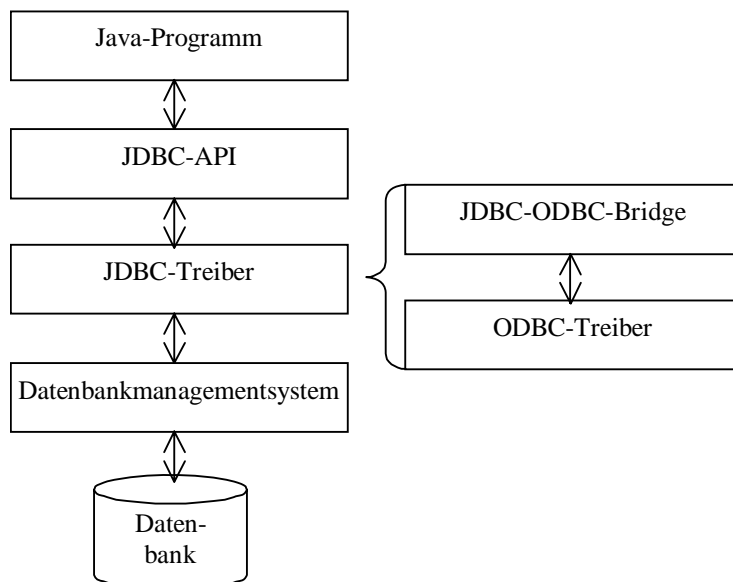 Java-Programm
JDBC-API
JDBC-Treiber
Datenbankmanagementsystem
Daten-
bank
JDBC-ODBC-Bridge
ODBC-Treiber